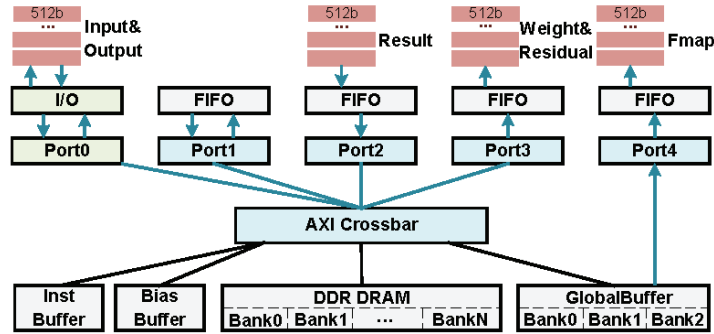 512b
...
Input&
Output
512b
...
Result
512b
...
Weight&
Residual
512b
...
Fmap
I/O
FIFO
FIFO
FIFO
FIFO
Port0
Port1
Port2
Port3
Port4
AXI Crossbar
Inst
Buffer
Bias
Buffer
DDR DRAM
Bank0 Bank1 ... BankN
GlobalBuffer
Bank0 Bank1 Bank2